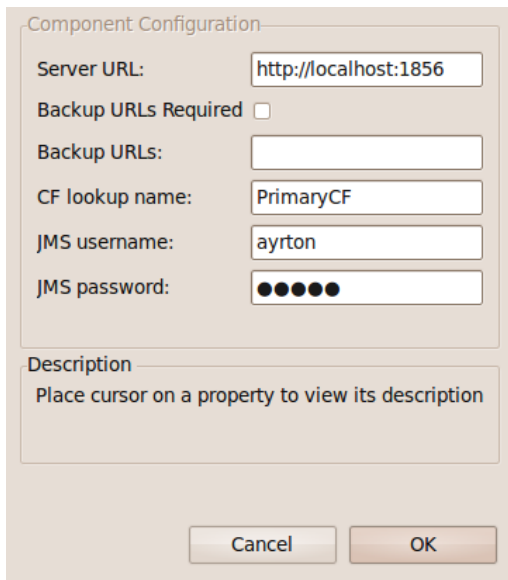 Component Configuration
Server URL: http://localhost:1856
Backup URLs Required
Backup URLs:
CF lookup name: PrimaryCF
JMS username: ayrton
JMS password: ●●●●●
Description
Place cursor on a property to view its description
Cancel OK